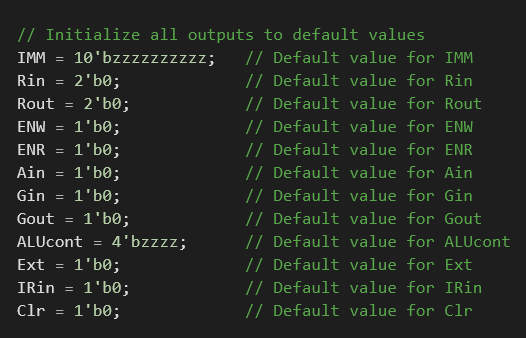 // Initialize all outputs to default values
IMM = 10'bzzzzzzzzzz;   // Default value for IMM
Rin = 2'b0;             // Default value for Rin
Rout = 2'b0;            // Default value for Rout
ENW = 1'b0;             // Default value for ENW
ENR = 1'b0;             // Default value for ENR
Ain = 1'b0;             // Default value for Ain
Gin = 1'b0;             // Default value for Gin
Gout = 1'b0;            // Default value for Gout
ALUcont = 4'bzzzz;      // Default value for ALUcont
Ext = 1'b0;             // Default value for Ext
IRin = 1'b0;            // Default value for IRin
Clr = 1'b0;             // Default value for Clr